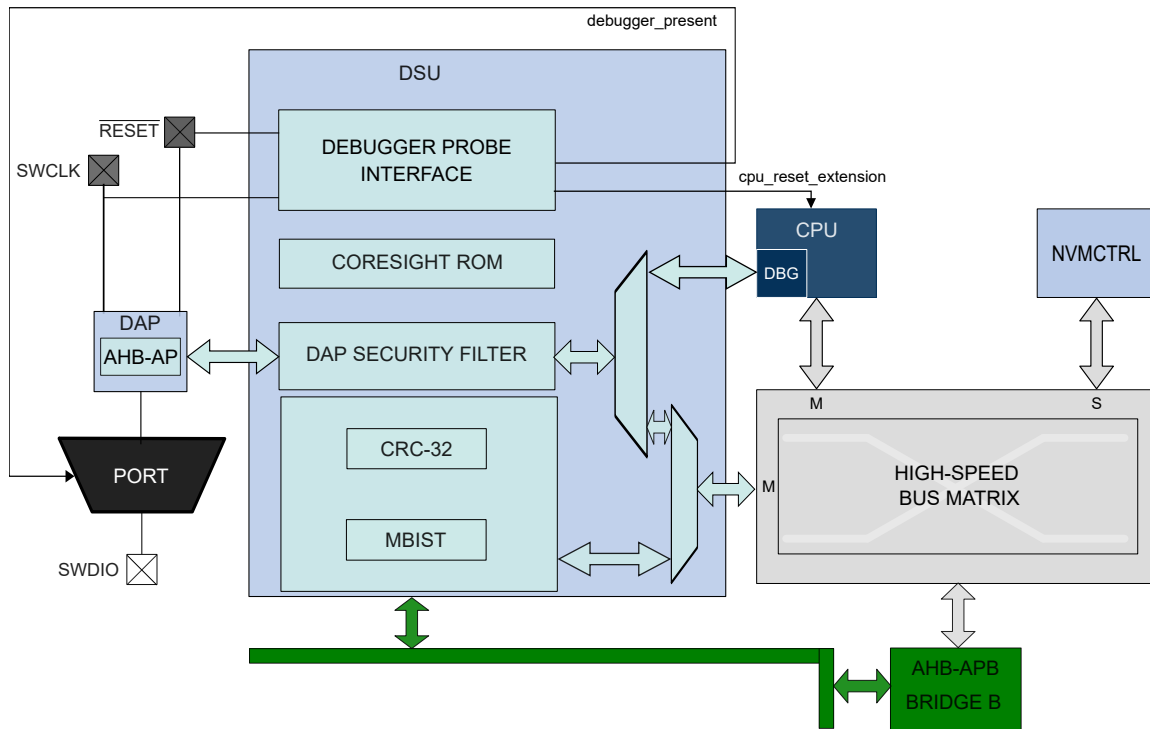 debugger_present
DSU
RESET
DEBUGGER PROBE
INTERFACE
SWCLK
cpu_reset_extension
CPU
DBG
NVMCTRL
CORESIGHT ROM
DAP
AHB-AP
DAP SECURITY FILTER
M
S
CRC-32
PORT
HIGH-SPEED
BUS MATRIX
M
MBIST
SWDIO
AHB-APB
BRIDGE B